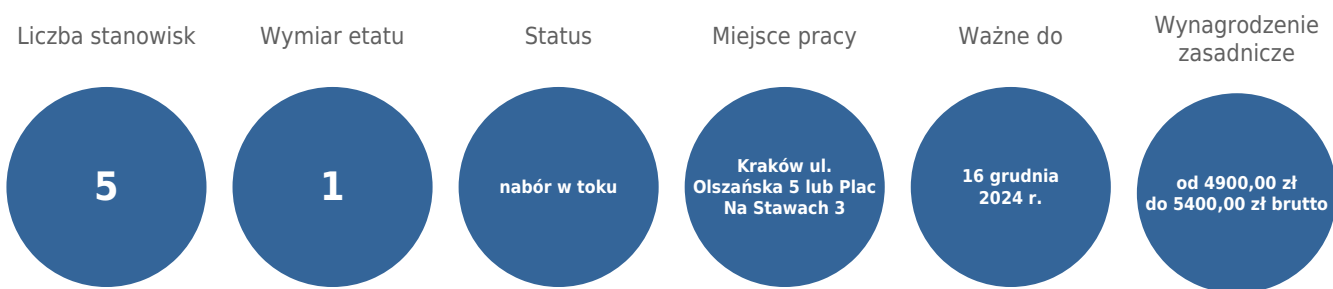 Liczba stanowisk
Wymiar etatu
Status
Miejsce pracy
Ważne do
Wynagrodzenie
zasadnicze
5
1
nabór w toku
Kraków ul.
Olszańska 5 lub Plac
Na Stawach 3
16 grudnia
2024 r.
od 4900,00 zł
do 5400,00 zł brutto